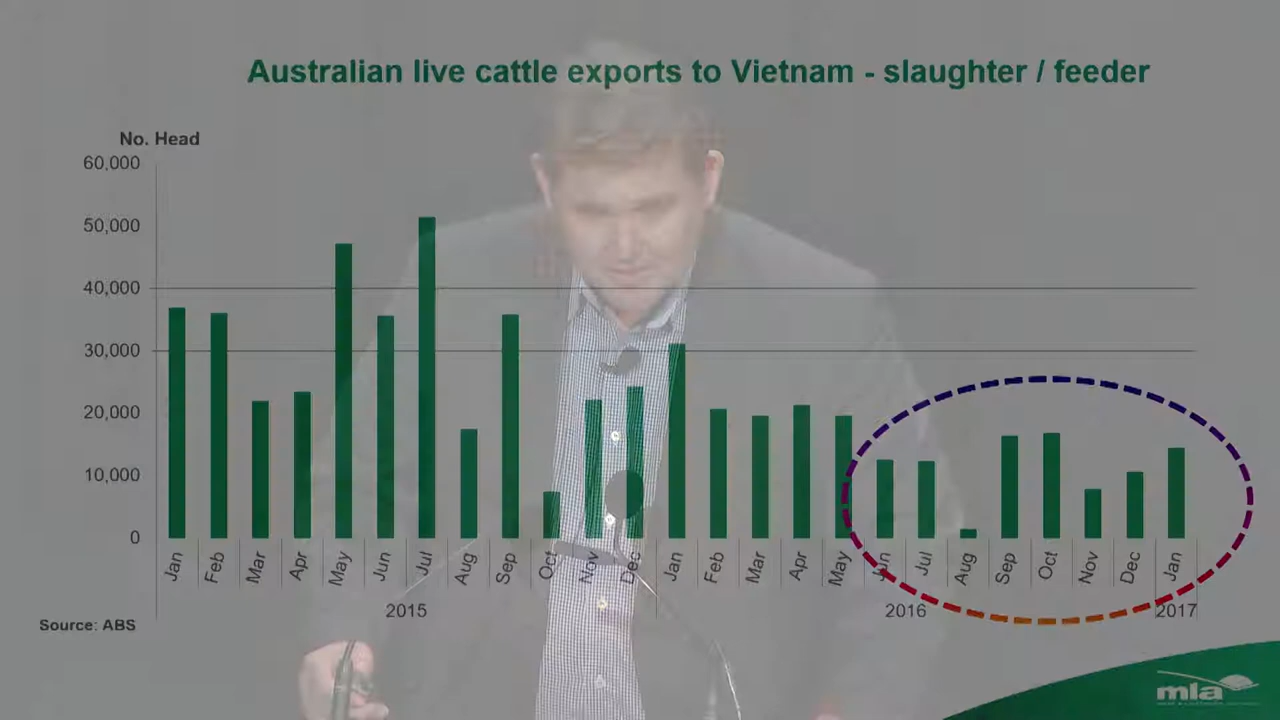 Australian live cattle exports to Vietnam - slaughter / feeder
No. Head
60,000
50,000
40,000
30,000
20,000
10,000
0
Jan Feb Mar Apr May Jun Jul Aug Sep Oct Nov Dec Jan Feb Mar Apr May Jun Jul Aug Sep Oct Nov Dec Jan
2015 2016 2017
Source: ABS
mla